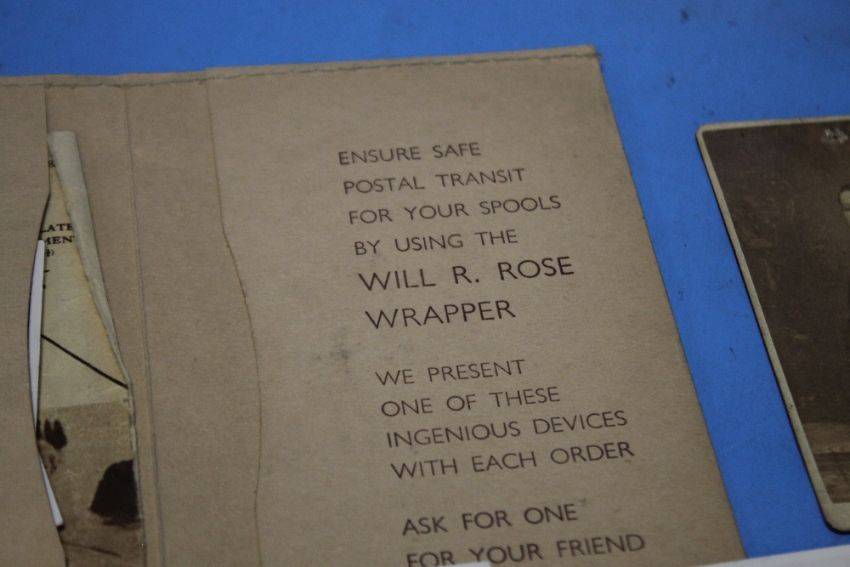 ENSURE SAFE
POSTAL TRANSIT
FOR YOUR SPOOLS
BY USING THE
WILL R. ROSE
WRAPPER
WE PRESENT
ONE OF THESE
INGENIOUS DEVICES
WITH EACH ORDER
ASK FOR ONE
FOR YOUR FRIEND